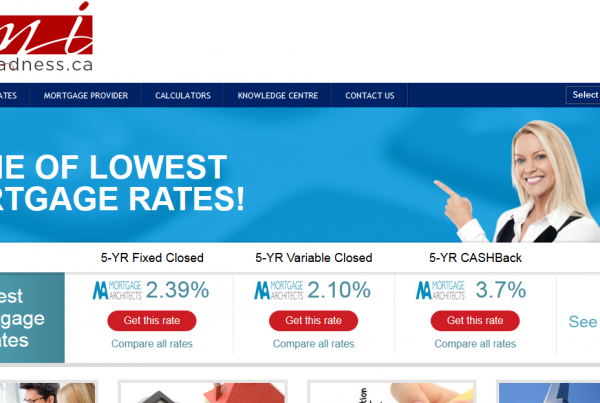 mi
adness.ca
ATES MORTGAGE PROVIDER CALCULATORS KNOWLEDGE CENTRE CONTACT US Select
NE OF LOWEST
RTGAGE RATES!
5-YR Fixed Closed 5-YR Variable Closed 5-YR CASHBack
est
gage
tes
MORTGAGE ARCHITECTS 2.39% MORTGAGE ARCHITECTS 2.10% MORTGAGE ARCHITECTS 3.7%
Get this rate Get this rate Get this rate
Compare all rates Compare all rates Compare all rates
See